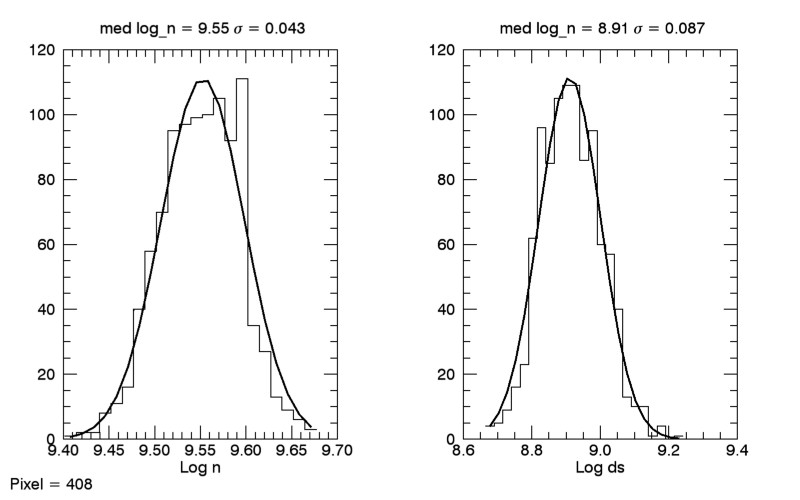 med log_n = 9.55 σ = 0.043
120
100
80
60
40
20
0
9.40 9.45 9.50 9.55 9.60 9.65 9.70
Log n
med log_n = 8.91 σ = 0.087
120
100
80
60
40
20
0
8.6 8.8 9.0 9.2 9.4
Log ds
Pixel = 408